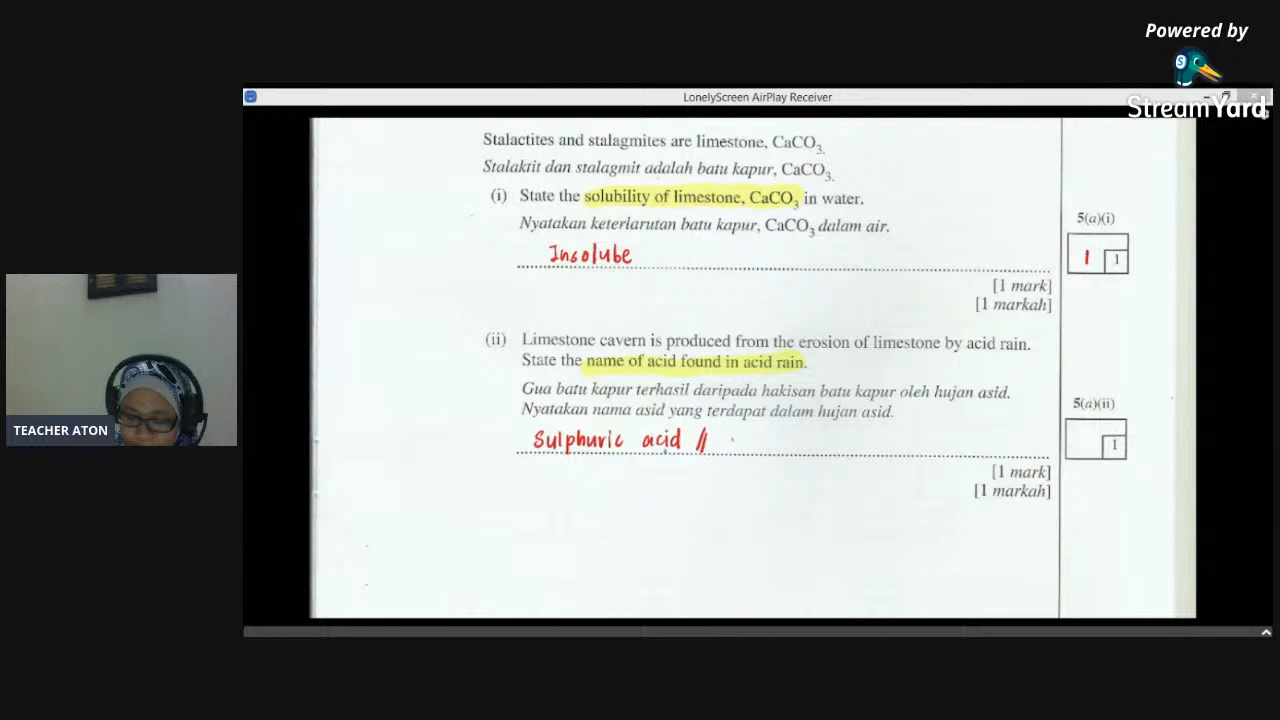 Powered by
StreamYard
LonelyScreen AirPlay Receiver
Stalactites and stalagmites are limestone, CaCO3.
Stalaktit dan stalagmit adalah batu kapur, CaCO3.
(i) State the solubility of limestone, CaCO3 in water.
Nyatakan keterlarutan batu kapur, CaCO3 dalam air.
5(a)(i)
Insolube
1 1
[1 mark]
[1 markah]
(ii) Limestone cavern is produced from the erosion of limestone by acid rain.
State the name of acid found in acid rain.
Gua batu kapur terhasil daripada hakisan batu kapur oleh hujan asid.
Nyatakan nama asid yang terdapat dalam hujan asid.
5(a)(ii)
Sulphuric acid //
1
[1 mark]
[1 markah]
TEACHER ATON